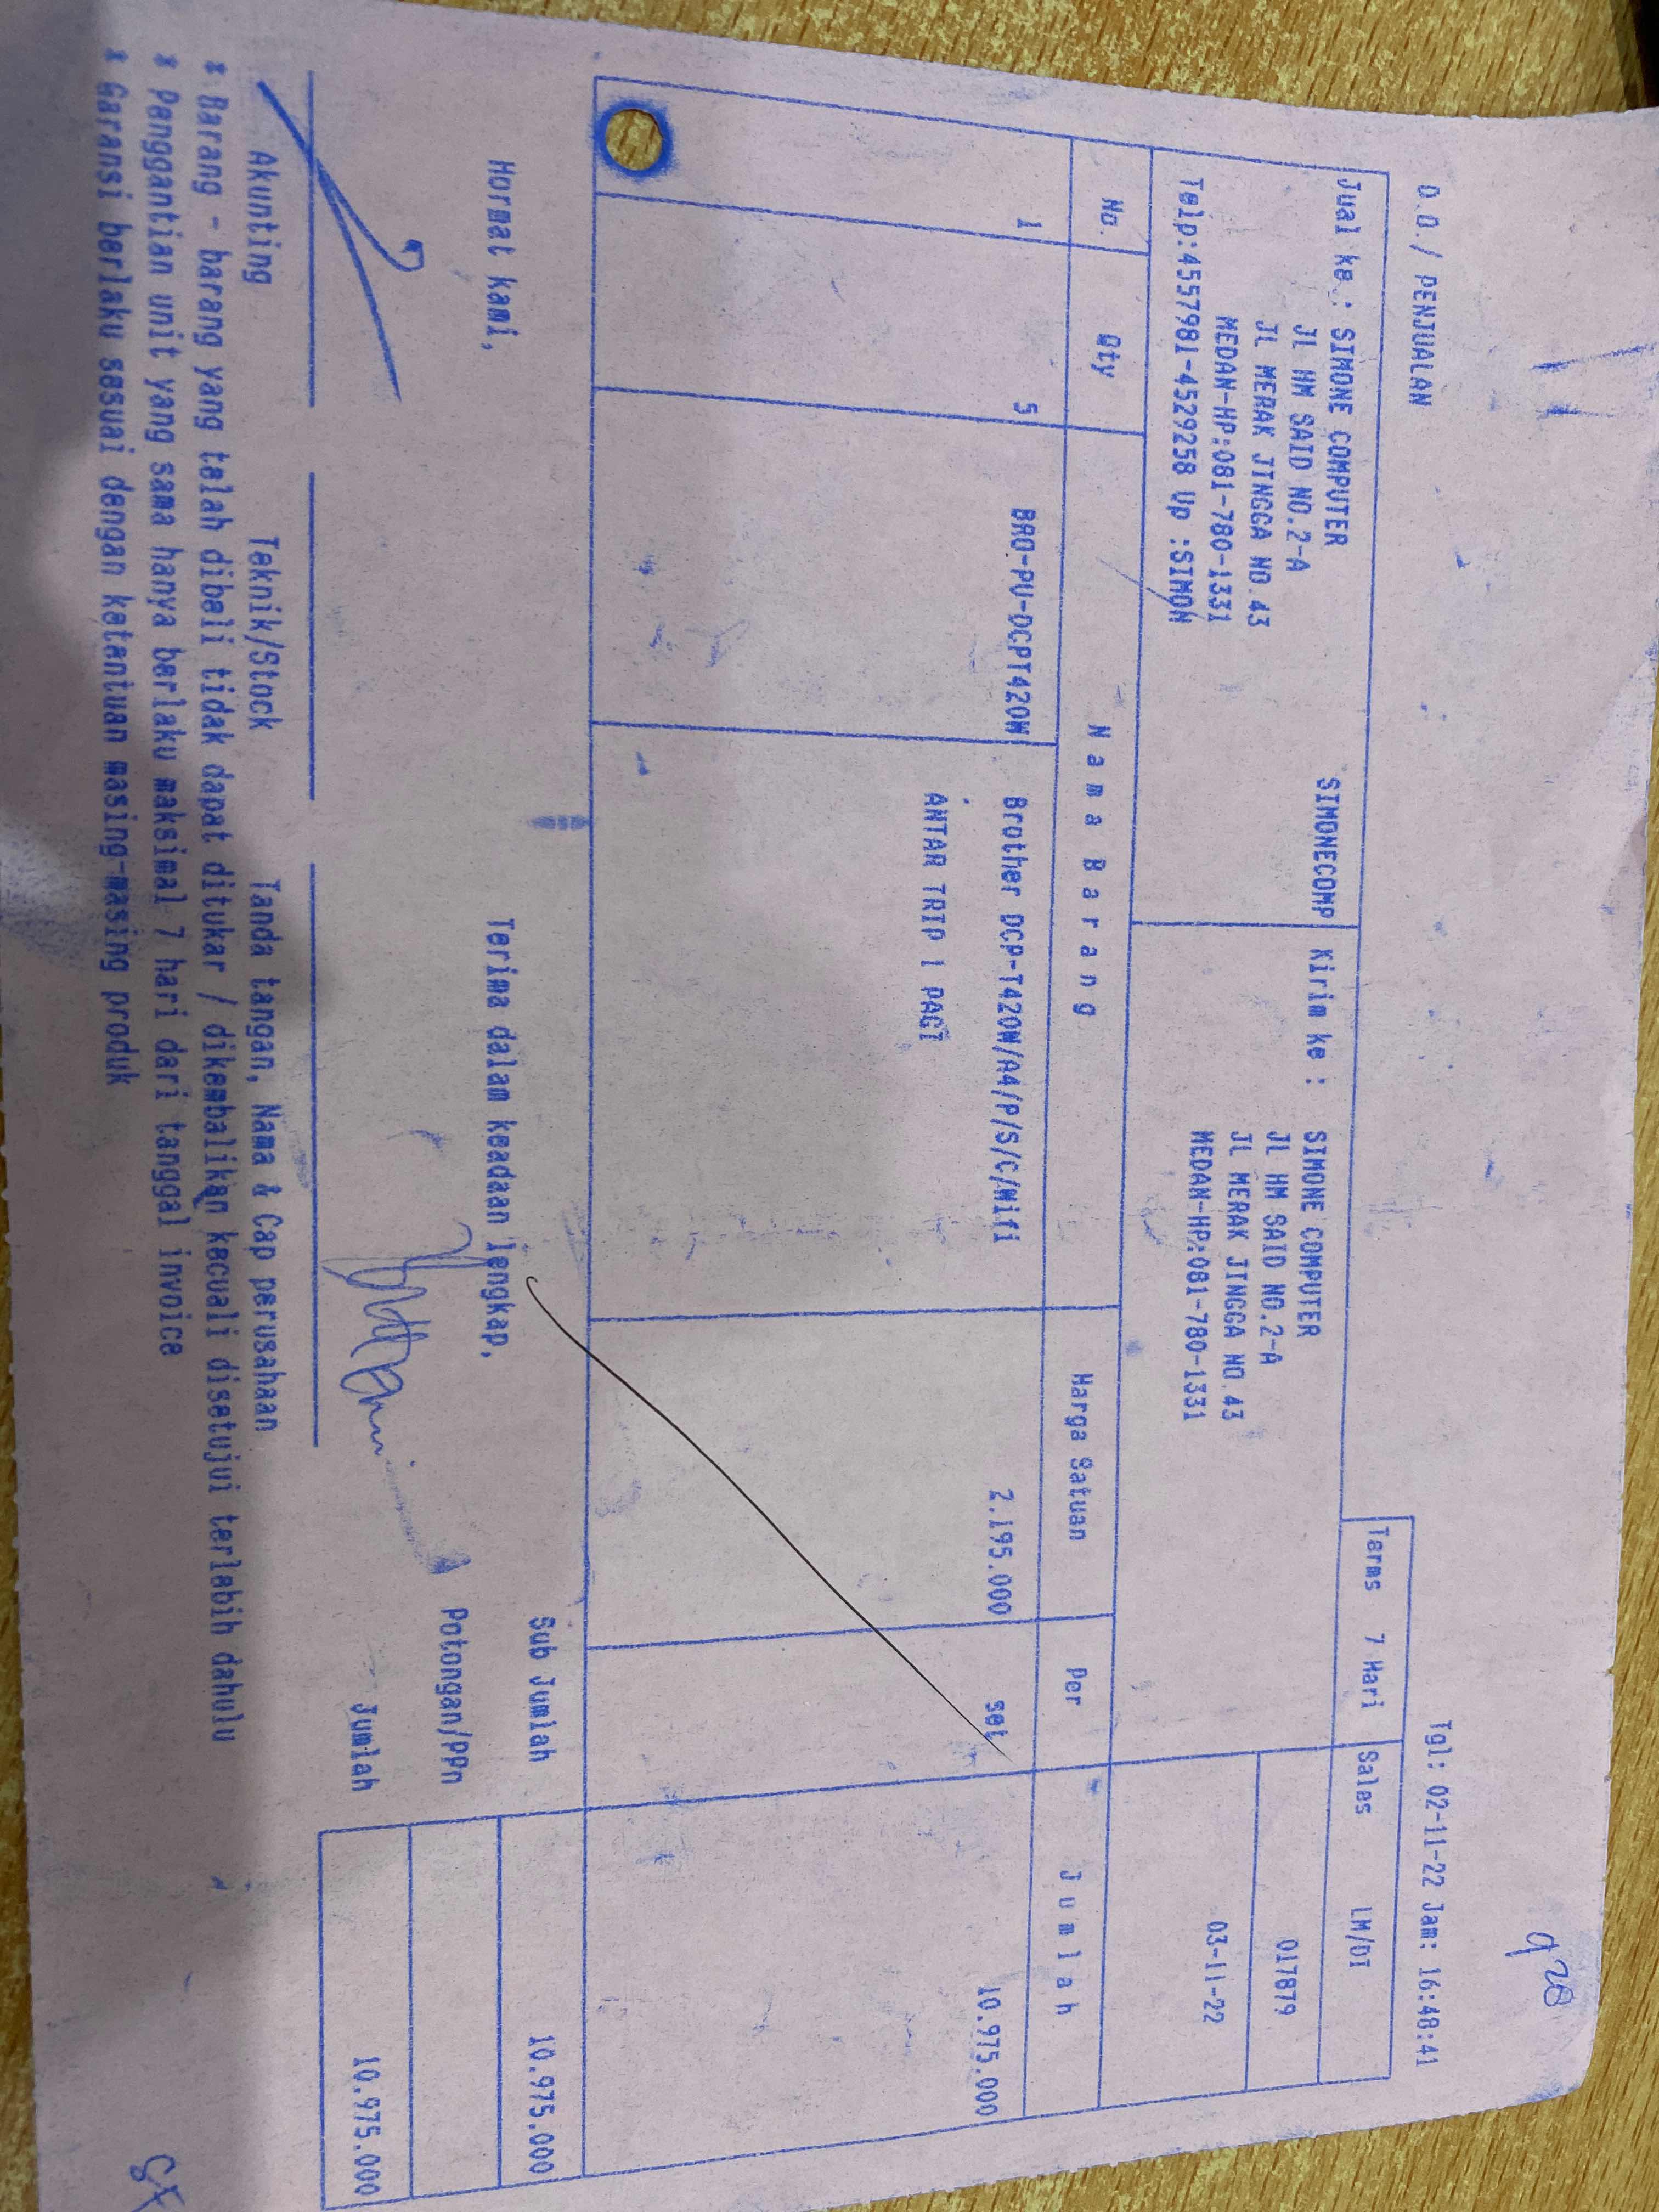 920
D.O./ PENJUALAN
Tgl: 02-11-22 Jam: 16:48:41
Terms 7 Hari Sales LM/DT
Jual ke : SIMONE COMPUTER SIMONECOMP
JL HM SAID NO.2-A
JL MERAK JINGGA NO.43
MEDAN-HP:081-780-1331
Telp:4557981-4529258 Up :SIMON
Kirim ke : SIMONE COMPUTER
JL HM SAID NO.2-A
JL MERAK JINGGA NO.43
MEDAN-HP:081-780-1331
017879
03-11-22
No. Qty Nama Barang Harga Satuan Per Jumlah
1 5 BRO-PV-DCPT420W Brother DCP-T420W/A4/P/S/C/Wifi 2.195.000 set 10.975.000
ANTAR TRIP 1 PAGI
Sub Jumlah 10.975.000
Hormat kami, Terima dalam keadaan lengkap,
Potongan/PPn
Jumlah 10.975.000
Akunting Teknik/Stock Tanda tangan, Nama & Cap perusahaan
* Barang - barang yang telah dibeli tidak dapat ditukar / dikembalikan kecuali disetujui terlebih dahulu
* Penggantian unit yang sama hanya berlaku maksimal 7 hari dari tanggal invoice
* Garansi berlaku sesuai dengan ketentuan masing-masing produk